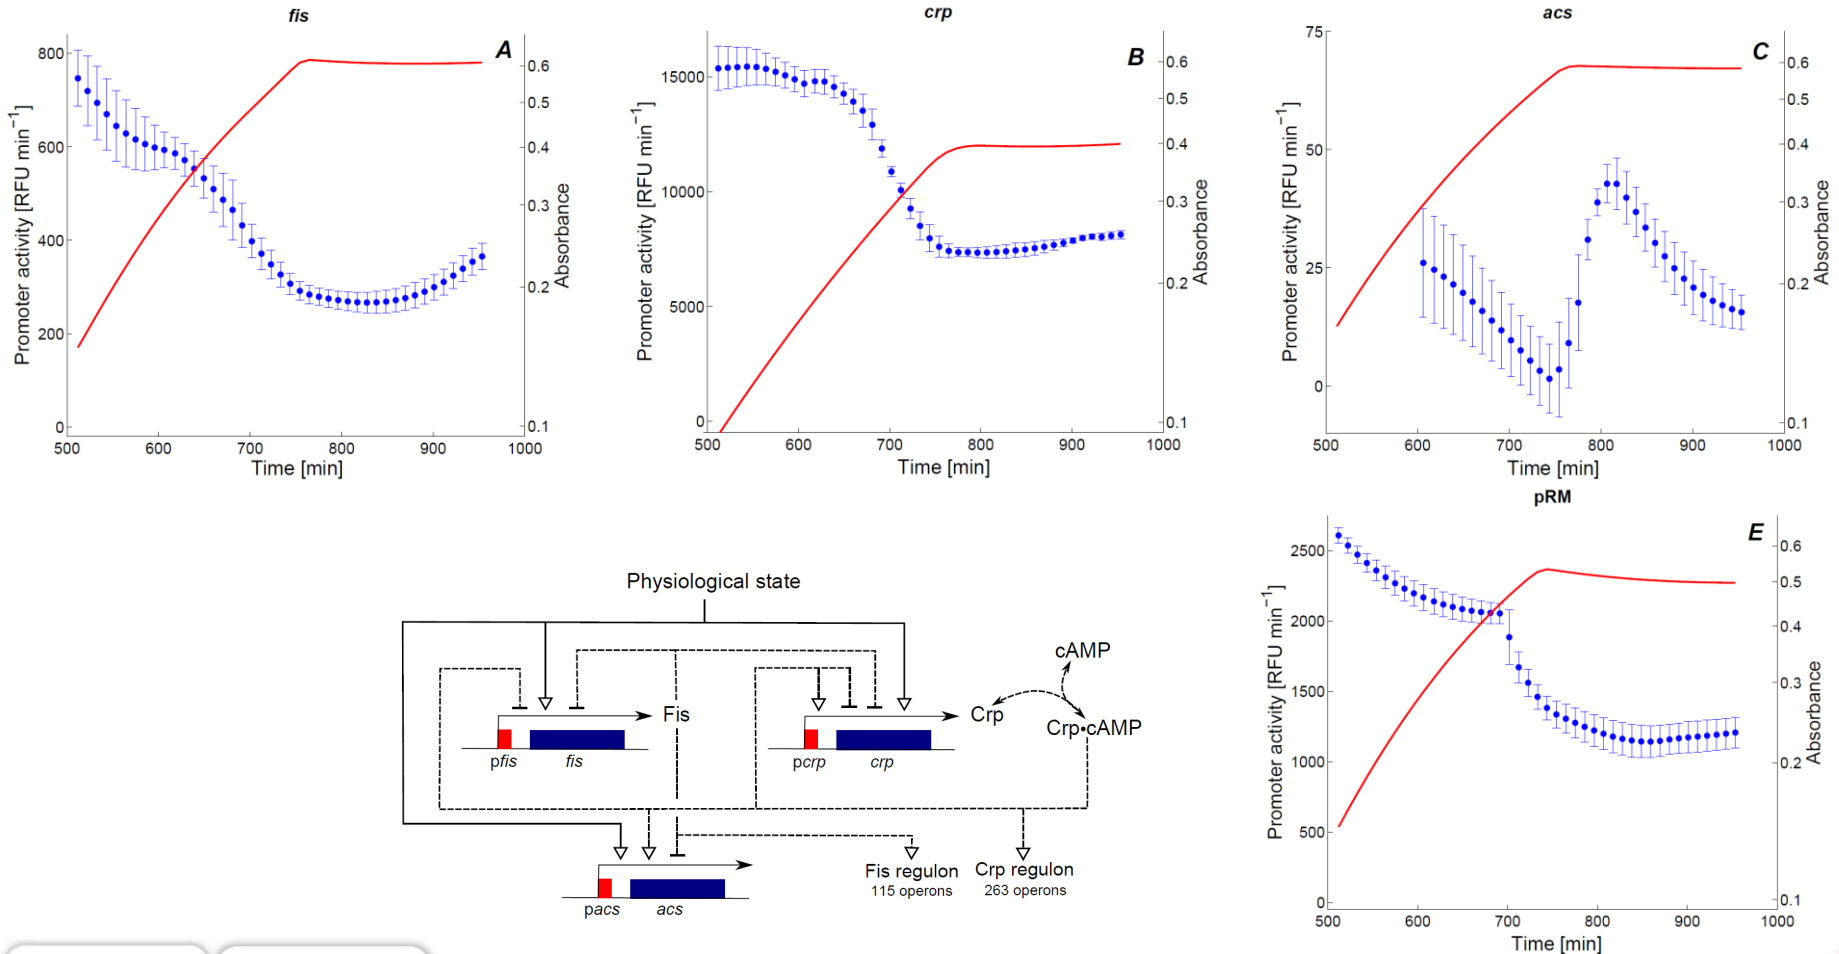 fis
A
Promoter activity [RFU min⁻¹]
800
600
400
200
0
0.6
0.5
0.4
0.3
0.2
0.1
Absorbance
500 600 700 800 900 1000
Time [min]
crp
B
Promoter activity [RFU min⁻¹]
15000
10000
5000
0
0.6
0.5
0.4
0.3
0.2
0.1
Absorbance
500 600 700 800 900 1000
Time [min]
acs
C
Promoter activity [RFU min⁻¹]
75
50
25
0
0.6
0.5
0.4
0.3
0.2
0.1
Absorbance
500 600 700 800 900 1000
Time [min]
Physiological state
cAMP
Fis
Crp
Crp•cAMP
pfis fis
pcrp crp
Fis regulon
115 operons
Crp regulon
263 operons
pacs acs
pRM
E
Promoter activity [RFU min⁻¹]
2500
2000
1500
1000
500
0
0.6
0.5
0.4
0.3
0.2
0.1
Absorbance
500 600 700 800 900 1000
Time [min]